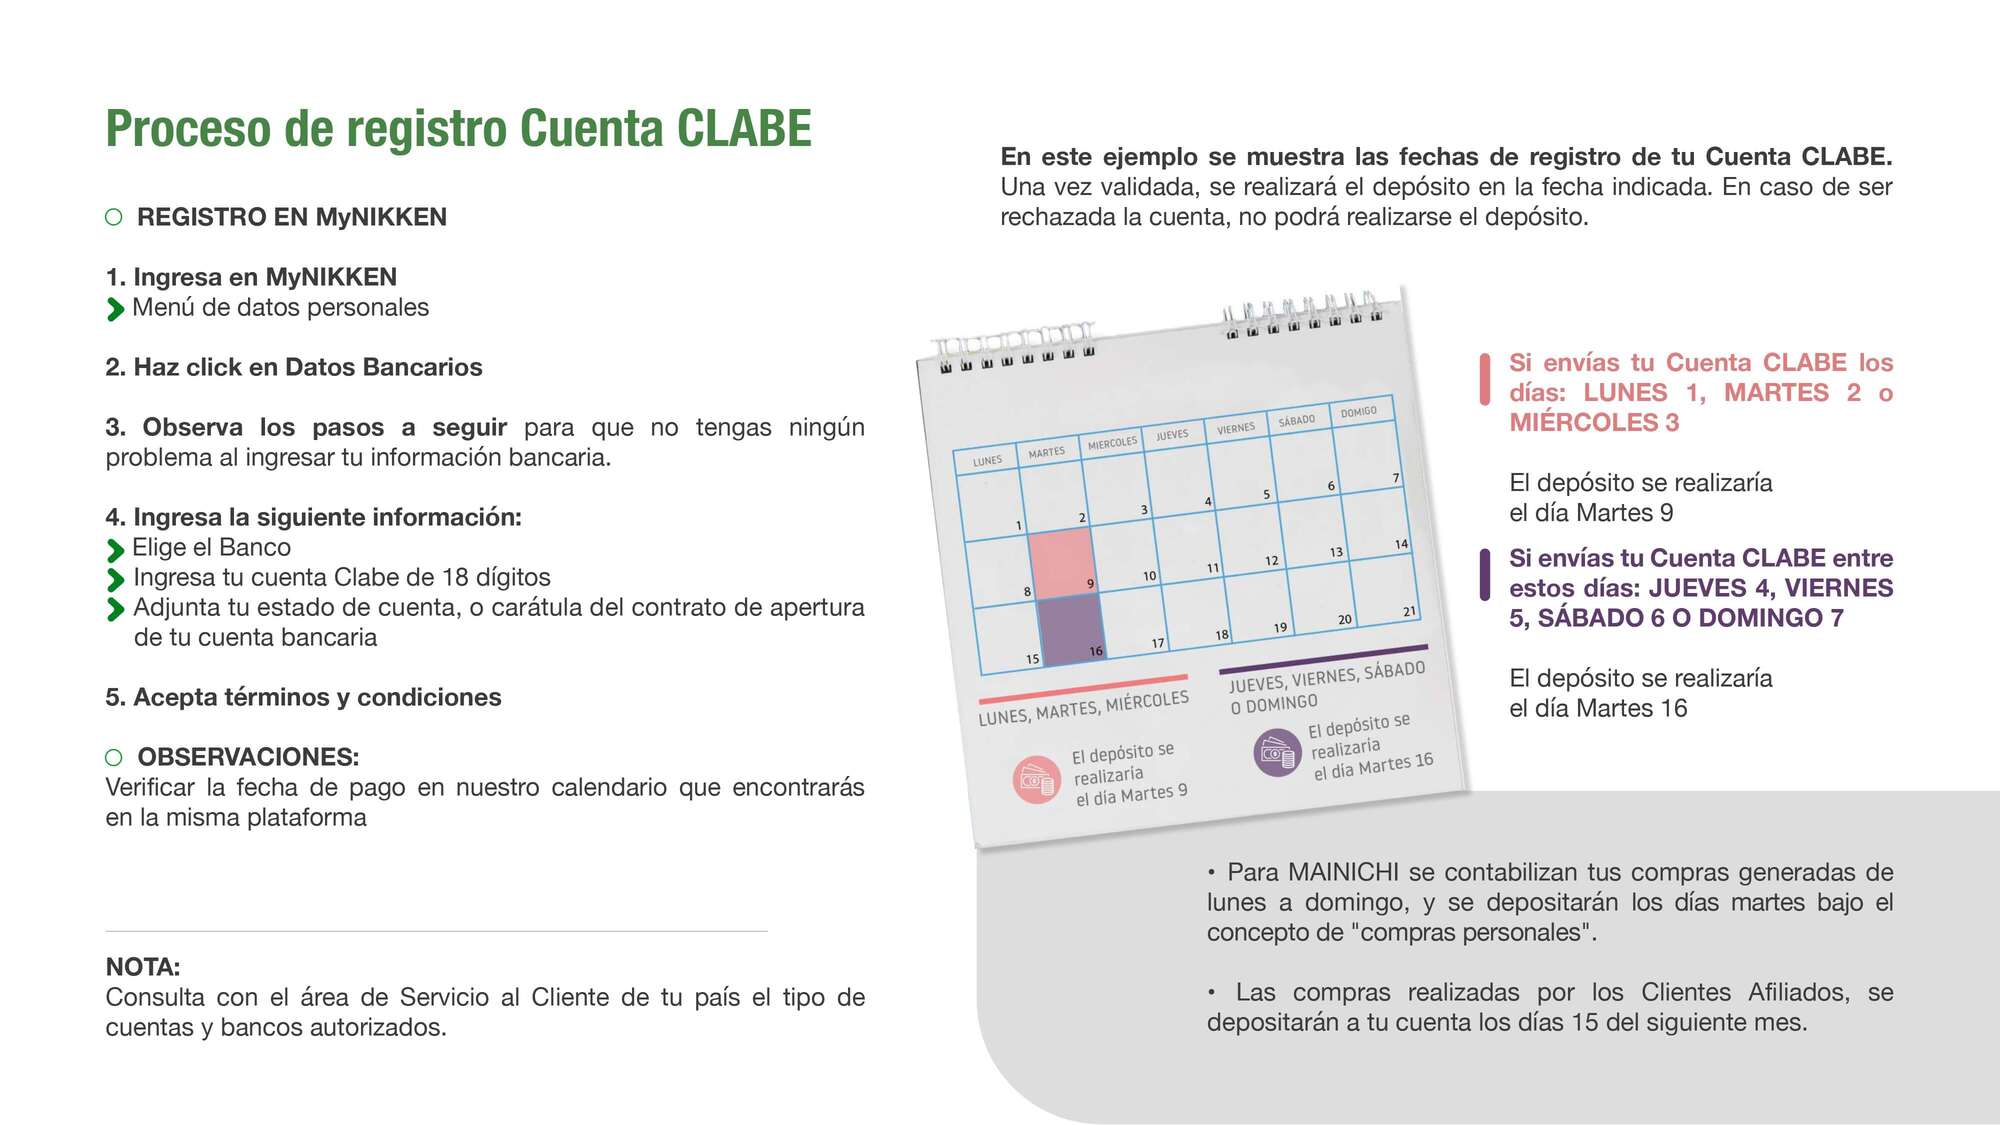 Proceso de registro Cuenta CLABE
REGISTRO EN MyNIKKEN
1. Ingresa en MyNIKKEN
Menú de datos personales
2. Haz click en Datos Bancarios
3. Observa los pasos a seguir para que no tengas ningún
problema al ingresar tu información bancaria.
4. Ingresa la siguiente información:
Elige el Banco
Ingresa tu cuenta Clabe de 18 dígitos
Adjunta tu estado de cuenta, o carátula del contrato de apertura
de tu cuenta bancaria
5. Acepta términos y condiciones
OBSERVACIONES:
Verificar la fecha de pago en nuestro calendario que encontrarás
en la misma plataforma
NOTA:
Consulta con el área de Servicio al Cliente de tu país el tipo de
cuentas y bancos autorizados.
En este ejemplo se muestra las fechas de registro de tu Cuenta CLABE.
Una vez validada, se realizará el depósito en la fecha indicada. En caso de ser
rechazada la cuenta, no podrá realizarse el depósito.
LUNES MARTES MIERCOLES JUEVES VIERNES SÁBADO DOMIGO
1 2 3 4 5 6 7
8 9 10 11 12 13 14
15 16 17 18 19 20 21
LUNES, MARTES, MIÉRCOLES
El depósito se
realizaría
el día Martes 9
JUEVES, VIERNES, SÁBADO
O DOMINGO
El depósito se
realizaría
el día Martes 16
Si envías tu Cuenta CLABE los
días: LUNES 1, MARTES 2 o
MIÉRCOLES 3
El depósito se realizaría
el día Martes 9
Si envías tu Cuenta CLABE entre
estos días: JUEVES 4, VIERNES
5, SÁBADO 6 O DOMINGO 7
El depósito se realizaría
el día Martes 16
• Para MAINICHI se contabilizan tus compras generadas de
lunes a domingo, y se depositarán los días martes bajo el
concepto de "compras personales".
• Las compras realizadas por los Clientes Afiliados, se
depositarán a tu cuenta los días 15 del siguiente mes.